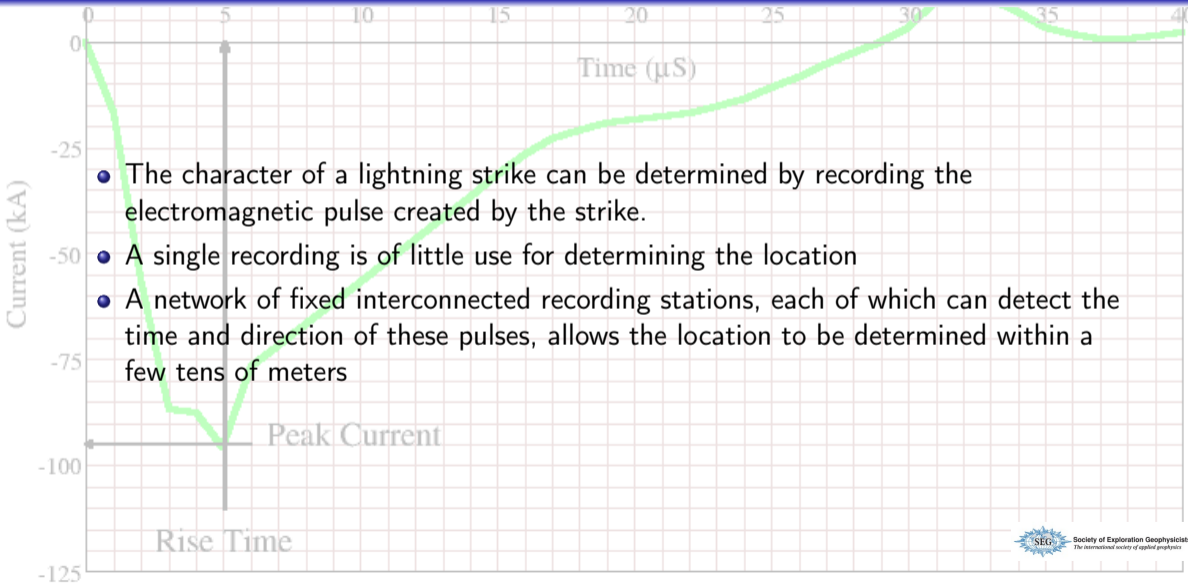 0 5 10 15 20 25 30 35 40
0
Time (μS)
-25
The character of a lightning strike can be determined by recording the
electromagnetic pulse created by the strike.
Current (kA)
-50
A single recording is of little use for determining the location
A network of fixed interconnected recording stations, each of which can detect the
time and direction of these pulses, allows the location to be determined within a
-75
few tens of meters
Peak Current
-100
Rise Time
SEG
Society of Exploration Geophysicists
The international society of applied geophysics
-125